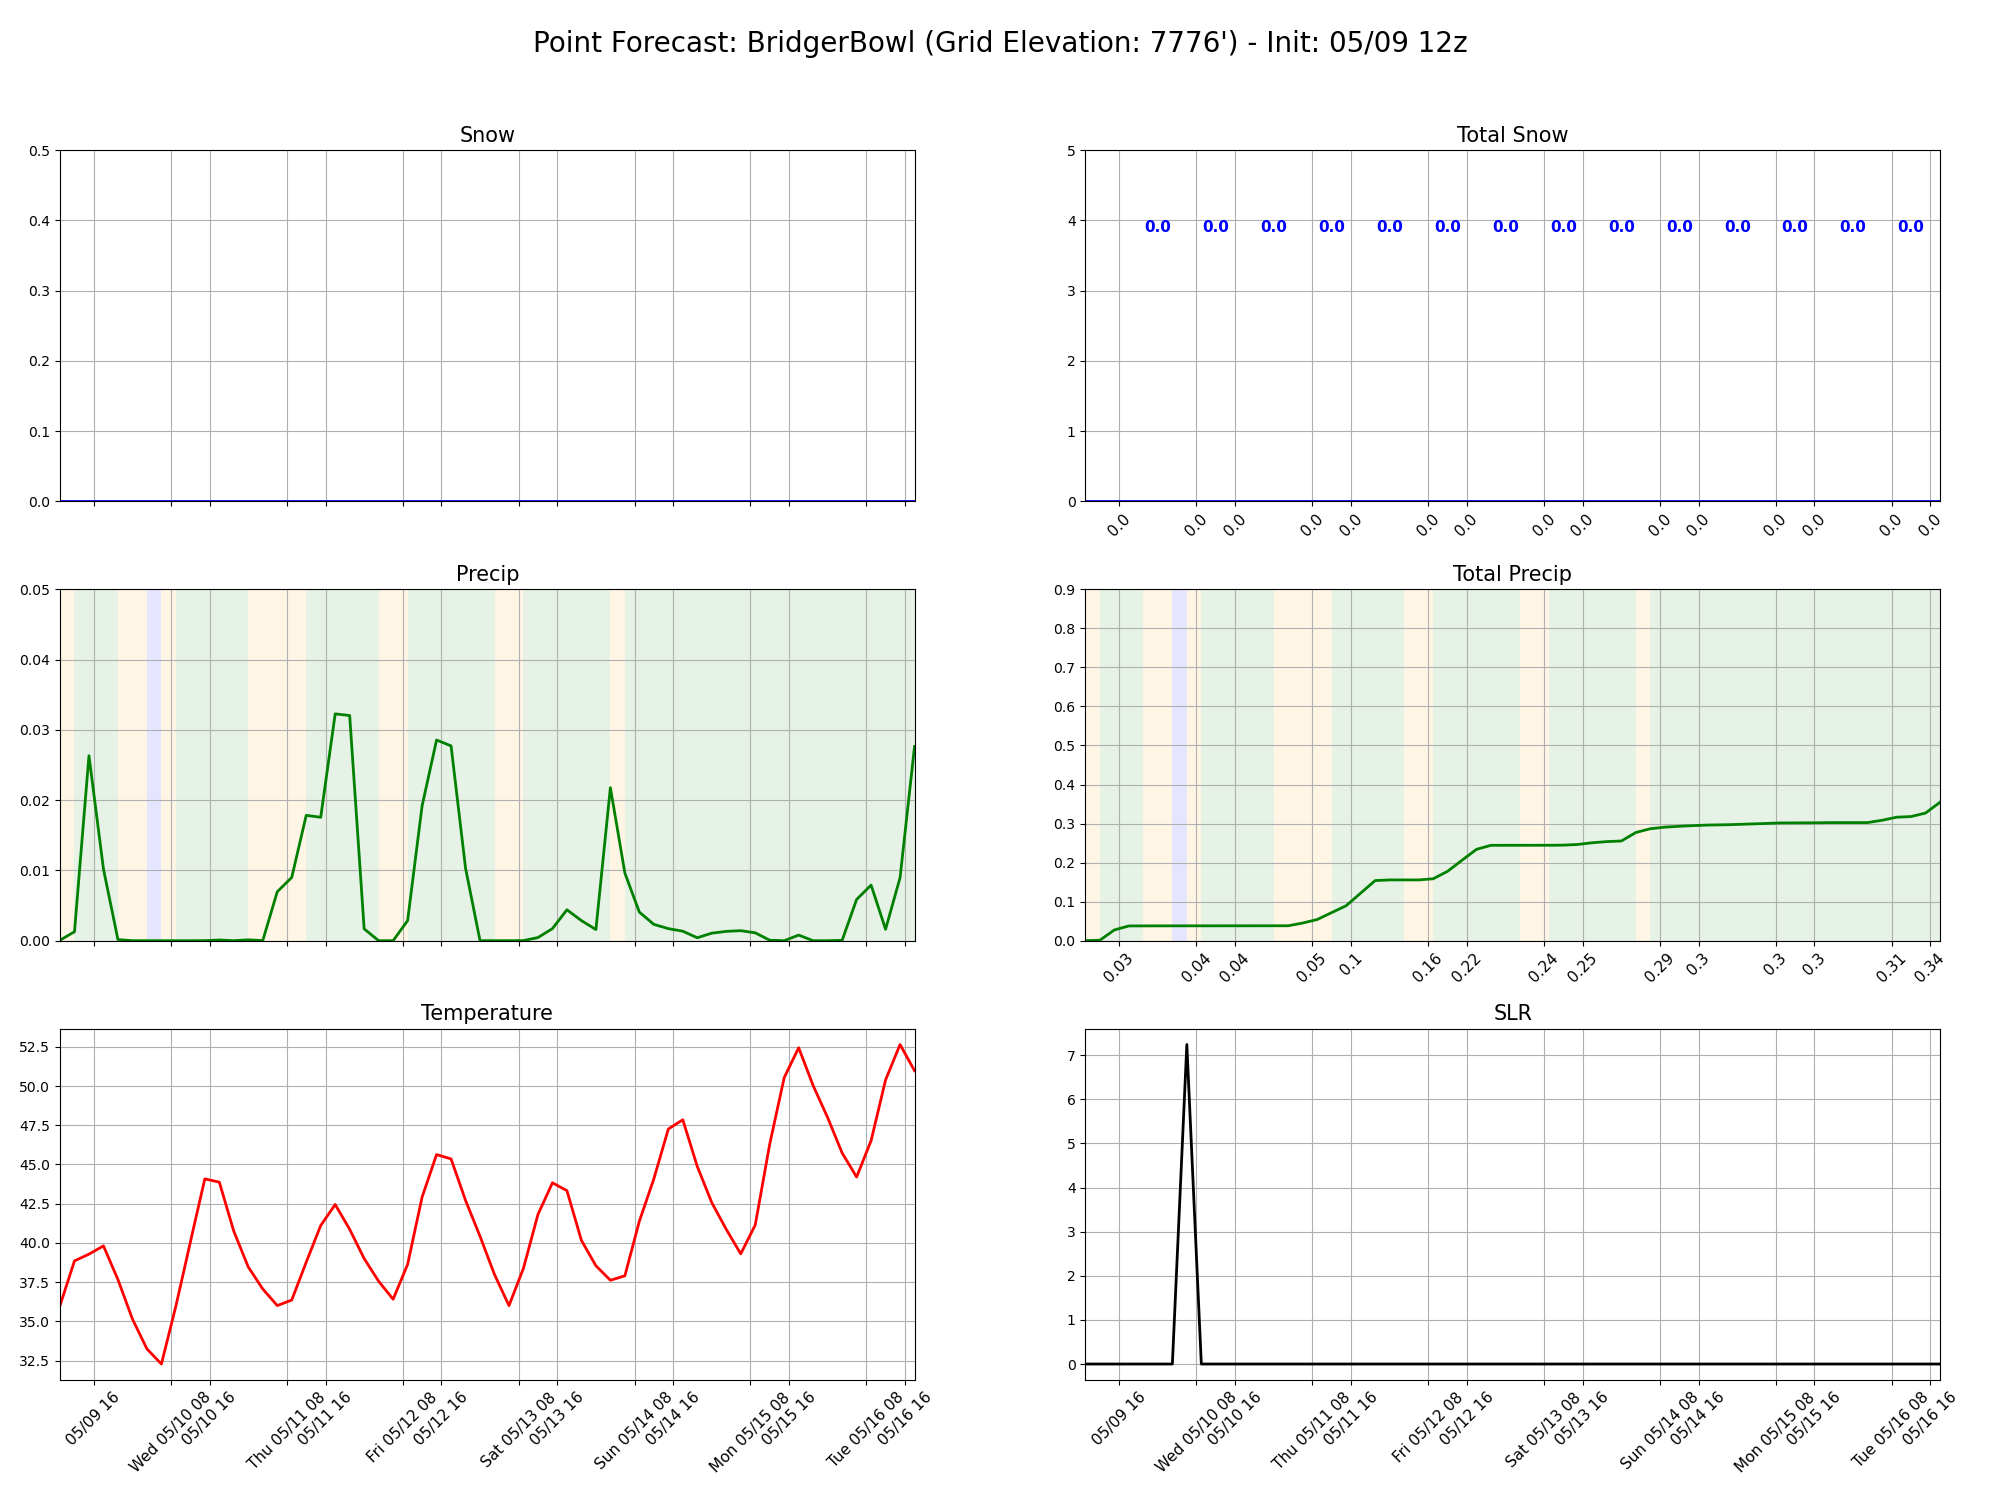 Point Forecast: BridgerBowl (Grid Elevation: 7776') - Init: 05/09 12z
Snow
0.5
0.4
0.3
0.2
0.1
0.0
Total Snow
5
4
3
2
1
0
0.0 0.0 0.0 0.0 0.0 0.0 0.0 0.0 0.0 0.0 0.0 0.0 0.0 0.0
0.0 0.0 0.0 0.0 0.0 0.0 0.0 0.0 0.0 0.0 0.0 0.0 0.0 0.0 0.0
Precip
0.05
0.04
0.03
0.02
0.01
0.00
Total Precip
0.9
0.8
0.7
0.6
0.5
0.4
0.3
0.2
0.1
0.0
0.03 0.04 0.04 0.05 0.1 0.16 0.22 0.24 0.25 0.29 0.3 0.3 0.3 0.31 0.34
Temperature
52.5
50.0
47.5
45.0
42.5
40.0
37.5
35.0
32.5
05/09 16
Wed 05/10 08
05/10 16
Thu 05/11 08
05/11 16
Fri 05/12 08
05/12 16
Sat 05/13 08
05/13 16
Sun 05/14 08
05/14 16
Mon 05/15 08
05/15 16
Tue 05/16 08
05/16 16
SLR
7
6
5
4
3
2
1
0
05/09 16
Wed 05/10 08
05/10 16
Thu 05/11 08
05/11 16
Fri 05/12 08
05/12 16
Sat 05/13 08
05/13 16
Sun 05/14 08
05/14 16
Mon 05/15 08
05/15 16
Tue 05/16 08
05/16 16